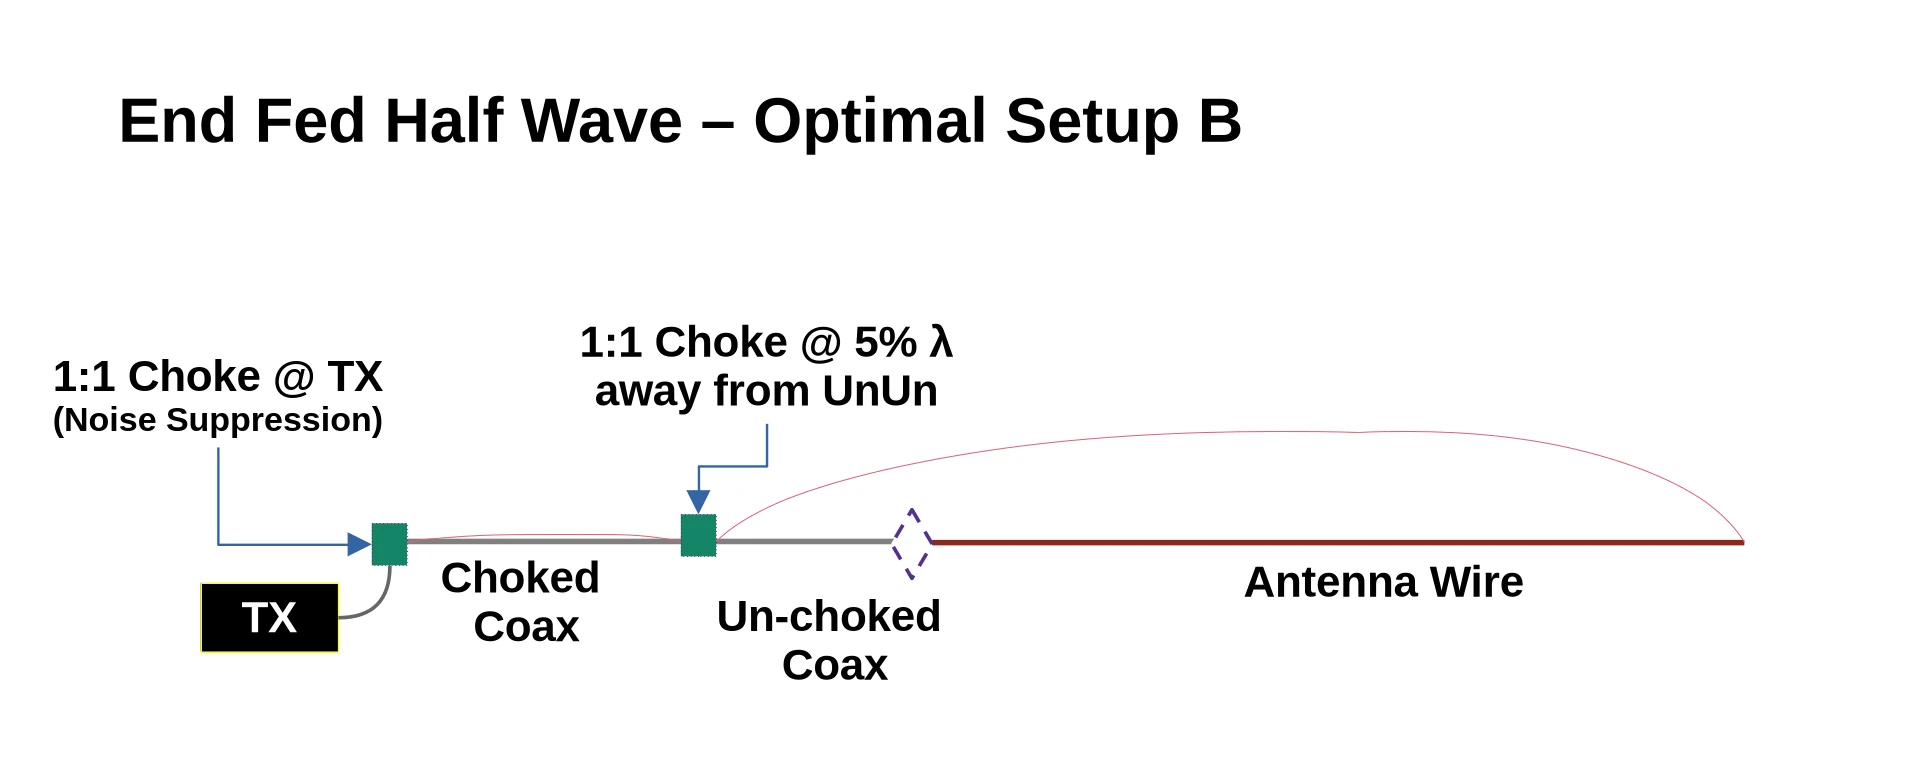 End Fed Half Wave – Optimal Setup B
1:1 Choke @ 5% λ
away from UnUn
1:1 Choke @ TX
(Noise Suppression)
Choked
Coax
TX
Un-choked
Coax
Antenna Wire